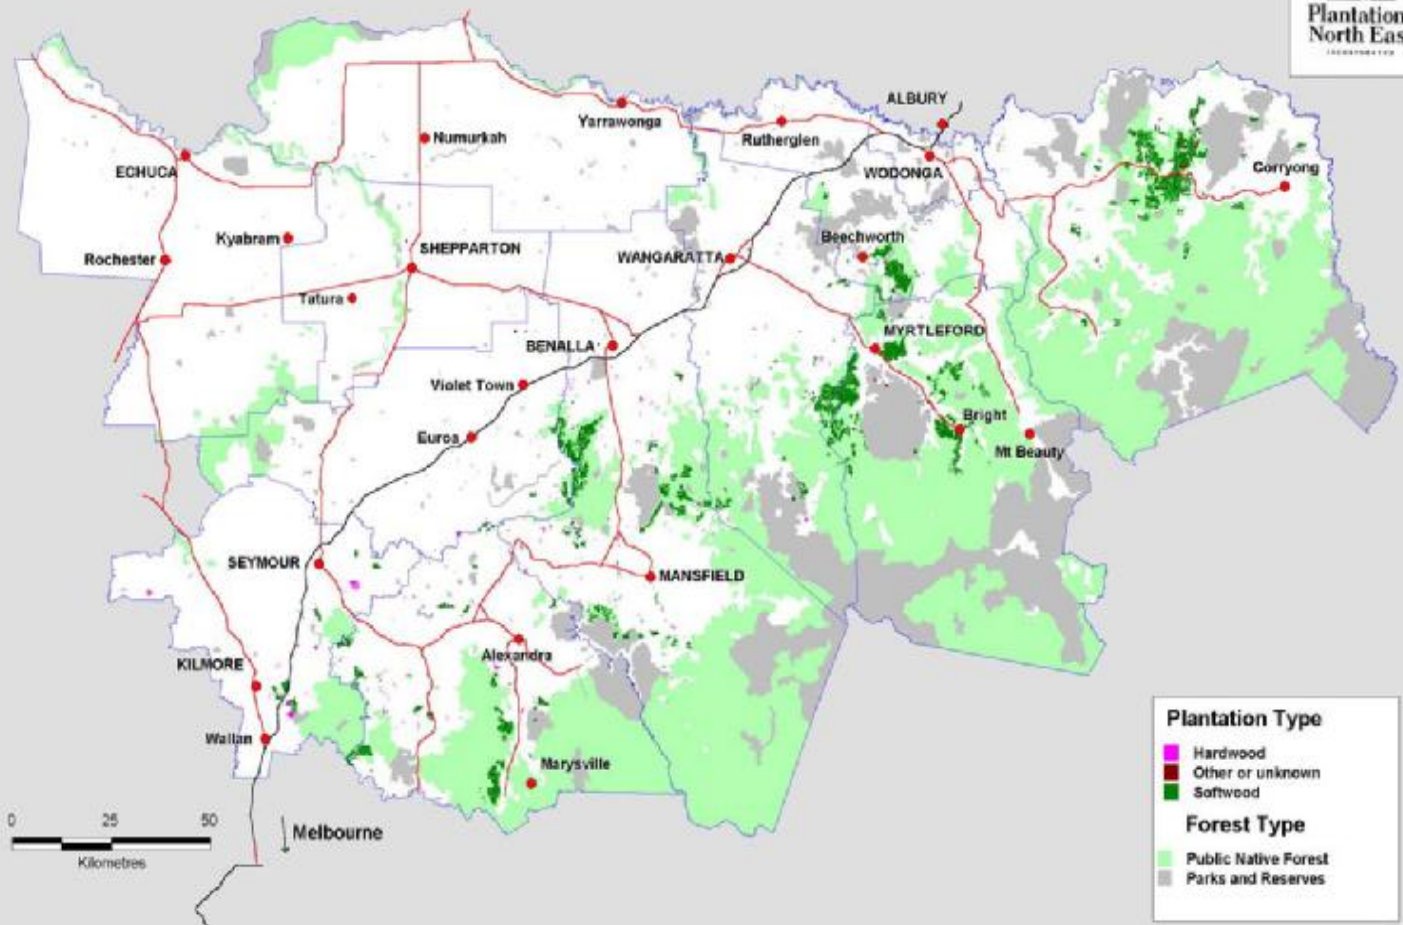 Plantation
North Eas
ALBURY
Yarrawonga
Rutherglen
Numurkah
ECHUCA
WODONGA
Corryong
Kyabram
SHEPPARTON
Beechworth
Rochester
WANGARATTA
Tatura
MYRTLEFORD
BENALLA
Violet Town
Bright
Euroa
Mt Beauty
SEYMOUR
MANSFIELD
Alexandra
KILMORE
Wallan
Marysville
Melbourne
0 25 50
Kilometres
Plantation Type
Hardwood
Other or unknown
Softwood
Forest Type
Public Native Forest
Parks and Reserves